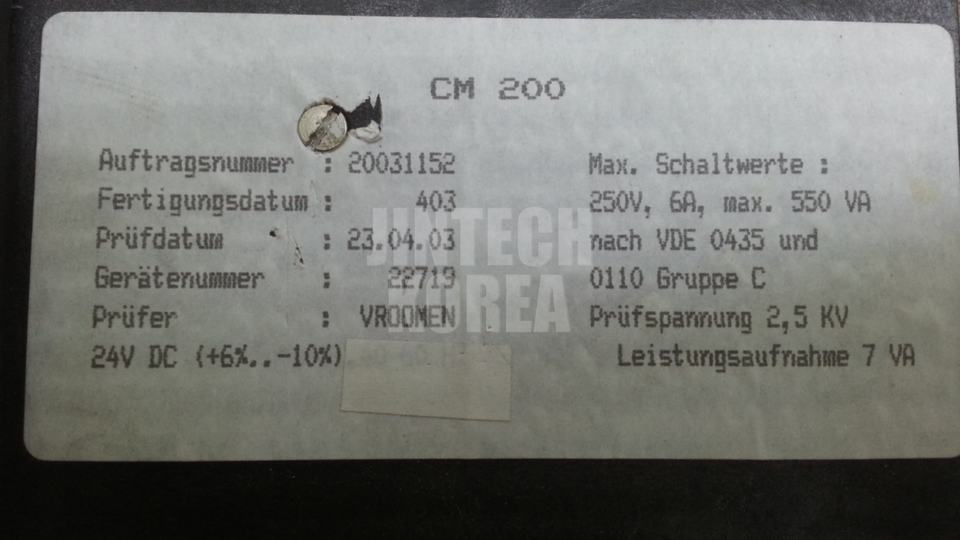 CM 200
Auftragsnummer : 20031152
Fertigungsdatum : 403
Prüfdatum : 23.04.03
Gerätenummer : 22719
Prüfer : VROOMEN
24V DC (+6%..-10%)
Max. Schaltwerte :
250V, 6A, max. 550 VA
nach VDE 0435 und
0110 Gruppe C
Prüfspannung 2,5 KV
Leistungsaufnahme 7 VA
JINTECH
KOREA